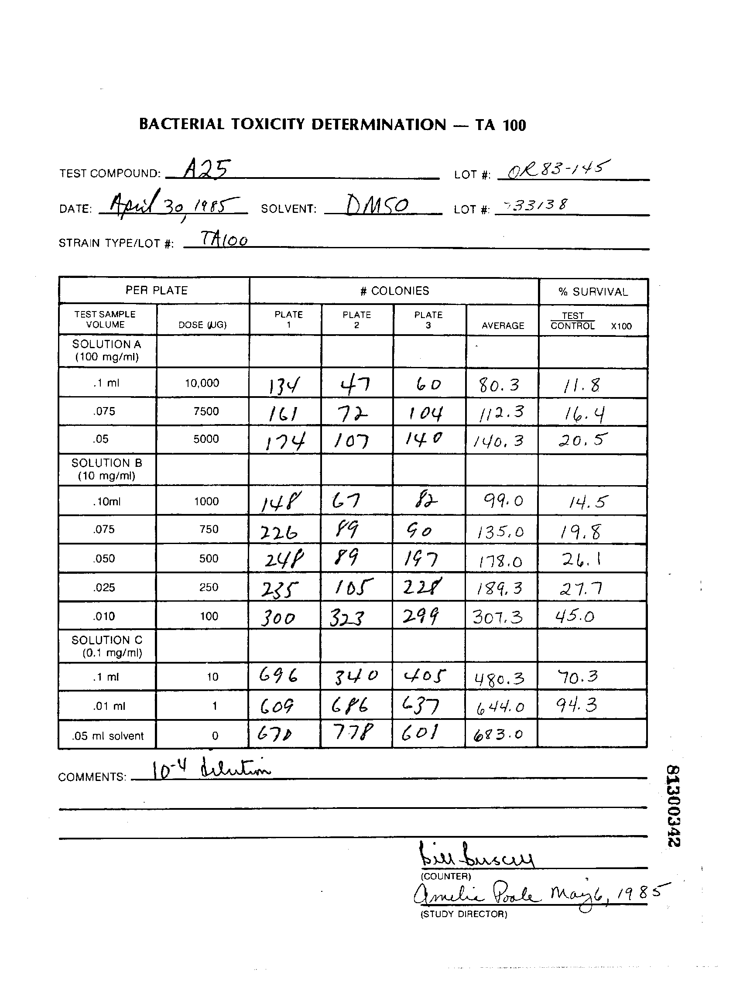 BACTERIAL TOXICITY DETERMINATION — TA 100
TEST COMPOUND: A25 LOT #: OR83-145
DATE: April 30, 1985 SOLVENT: DMSO LOT #: 733138
STRAIN TYPE/LOT #: TA100
PER PLATE # COLONIES % SURVIVAL
TEST SAMPLE VOLUME DOSE (UG) PLATE 1 PLATE 2 PLATE 3 AVERAGE TEST CONTROL X100
SOLUTION A
(100 mg/ml)
.1 ml 10,000 134 47 60 80.3 11.8
.075 7500 161 72 104 112.3 16.4
.05 5000 174 107 140 140.3 20.5
SOLUTION B
(10 mg/ml)
.10ml 1000 148 67 82 99.0 14.5
.075 750 226 89 90 135.0 19.8
.050 500 248 89 197 178.0 26.1
.025 250 235 105 228 189.3 27.7
.010 100 300 323 299 307.3 45.0
SOLUTION C
(0.1 mg/ml)
.1 ml 10 696 340 405 480.3 70.3
.01 ml 1 609 686 637 644.0 94.3
.05 ml solvent 0 670 778 601 683.0
COMMENTS: 10-4 dilution
81300342
bill buscey
(COUNTER)
Amelie Poole May 6, 1985
(STUDY DIRECTOR)